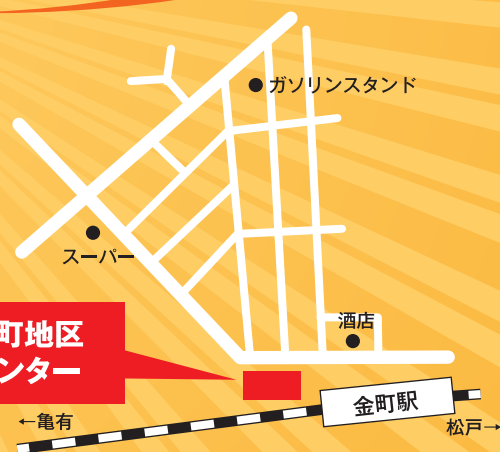 ガソリンスタンド
スーパー
町地区
ンター
酒店
金町駅
←亀有
松戸→